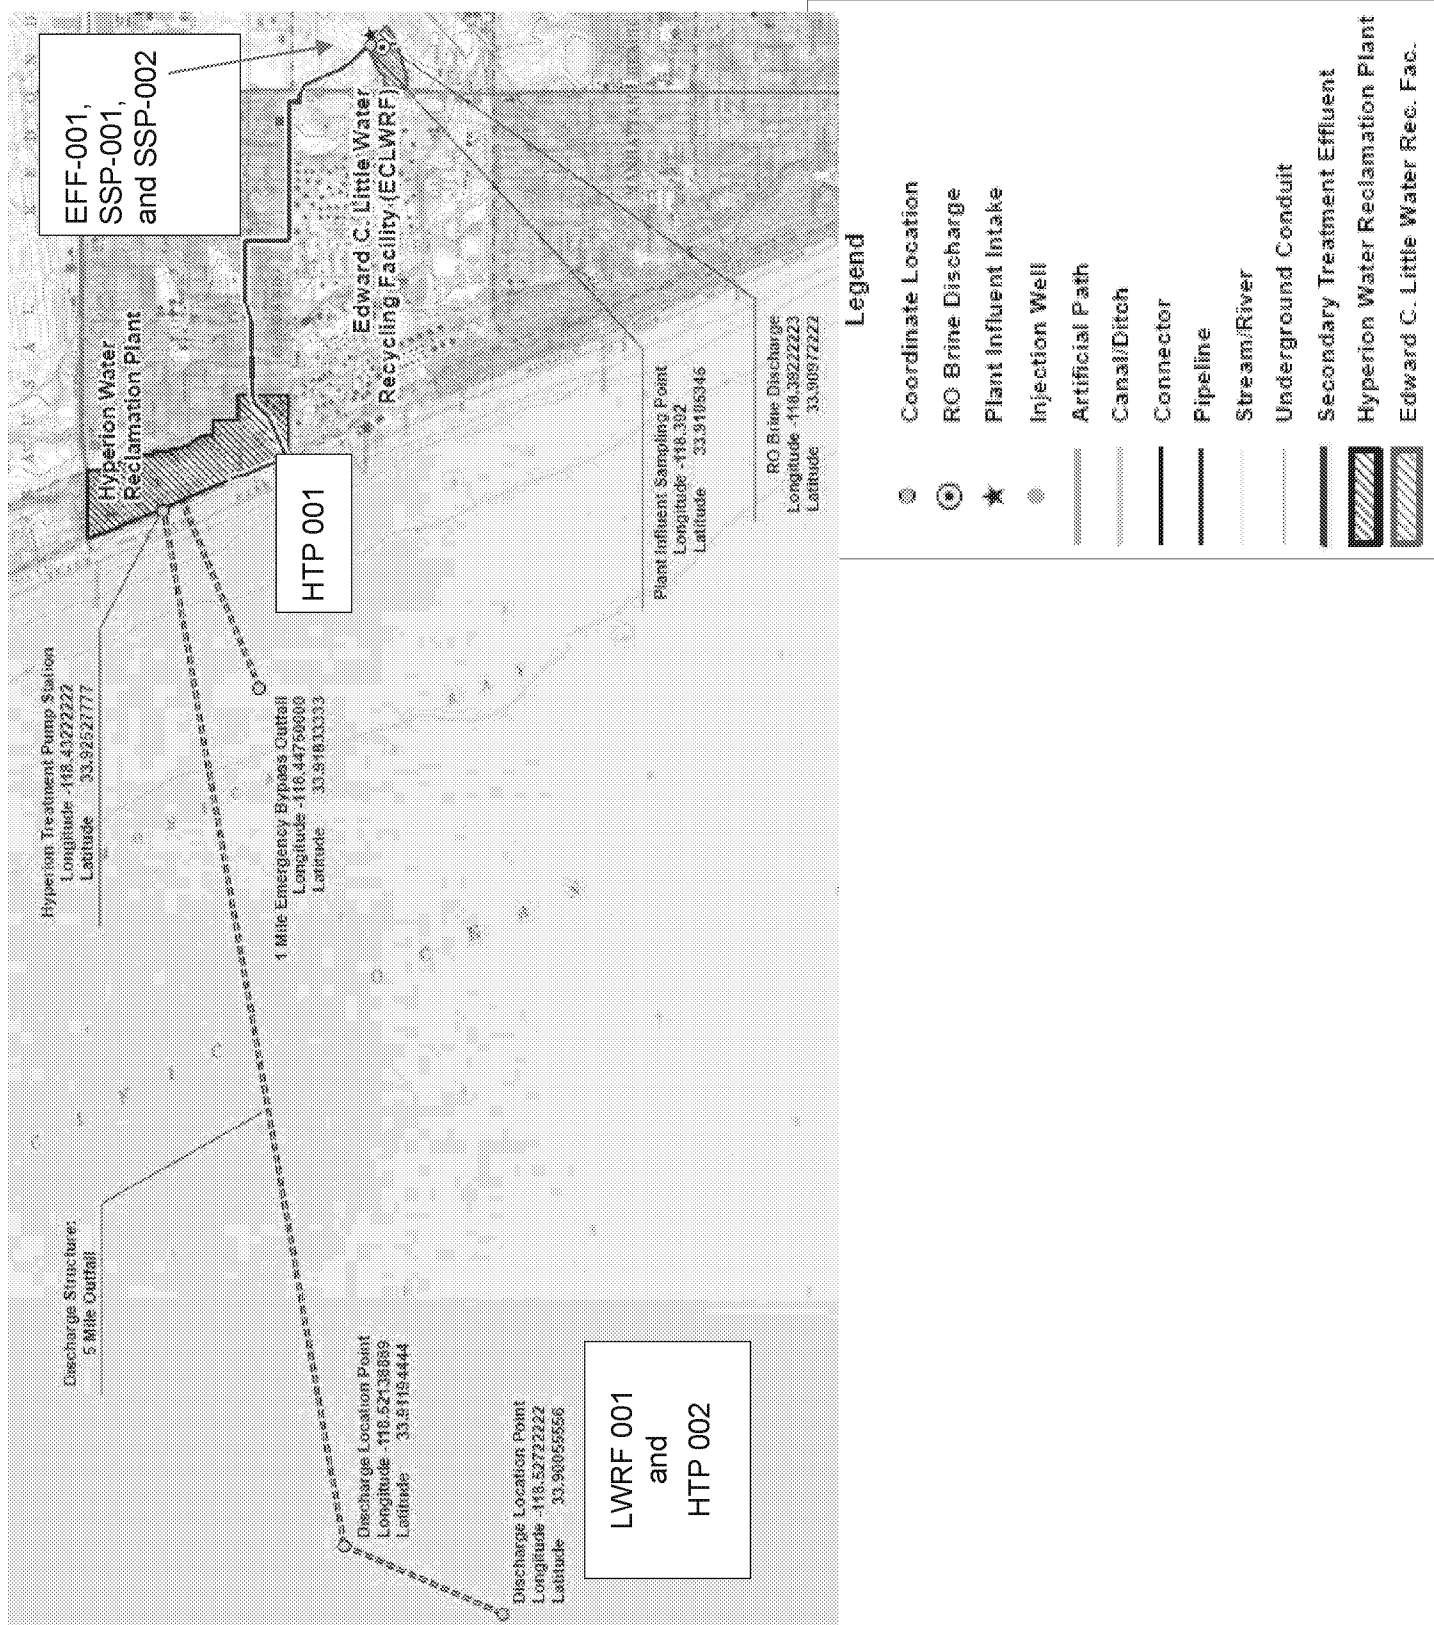 EFF-001,
SSP-001,
and SSP-002
Hyperion Water
Reclamation Plant
Edward C. Little Water
Recycling Facility (ECLWRF)
HTP 001
Hyperion Treatment Pump Station
Longitude -118.43222222
Latitude 33.92527777
1 Mile Emergency Bypass Outfall
Longitude -118.44750000
Latitude 33.91833333
Plant Influent Sampling Point
Longitude -118.392
Latitude 33.9105345
RO Brine Discharge
Longitude -118.39222223
Latitude 33.90972222
Discharge Structure:
5 Mile Outfall
Discharge Location Point
Longitude -118.52138889
Latitude 33.91194444
Discharge Location Point
Longitude -118.52722222
Latitude 33.90055556
LWRF 001
and
HTP 002
Legend
Coordinate Location
RO Brine Discharge
Plant Influent Intake
Injection Well
Artificial Path
Canal/Ditch
Connector
Pipeline
Stream/River
Underground Conduit
Secondary Treatment Effluent
Hyperion Water Reclamation Plant
Edward C. Little Water Rec. Fac.